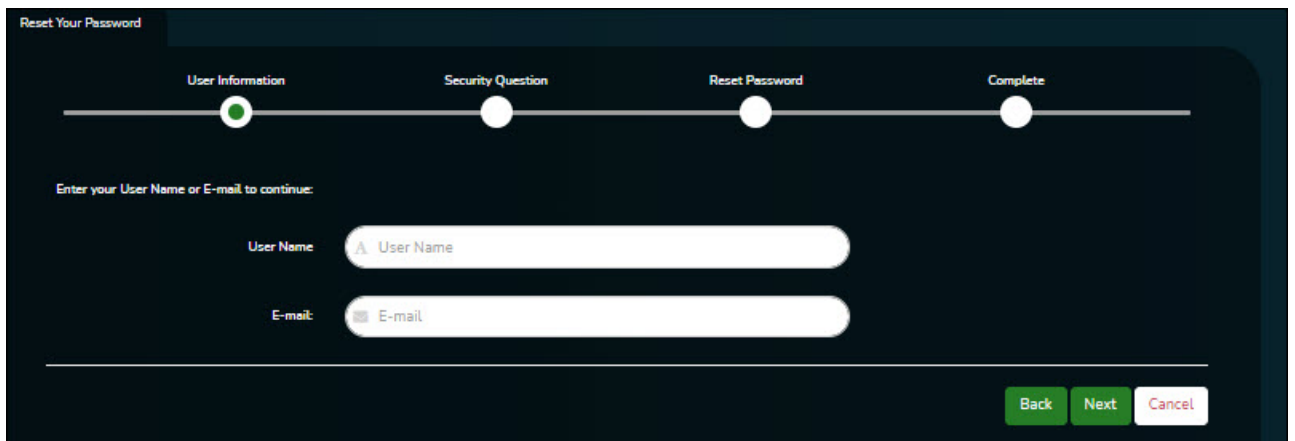 Reset Your Password
User Information Security Question Reset Password Complete
Enter your User Name or E-mail to continue:
User Name A User Name
E-mail: E-mail
Back Next Cancel